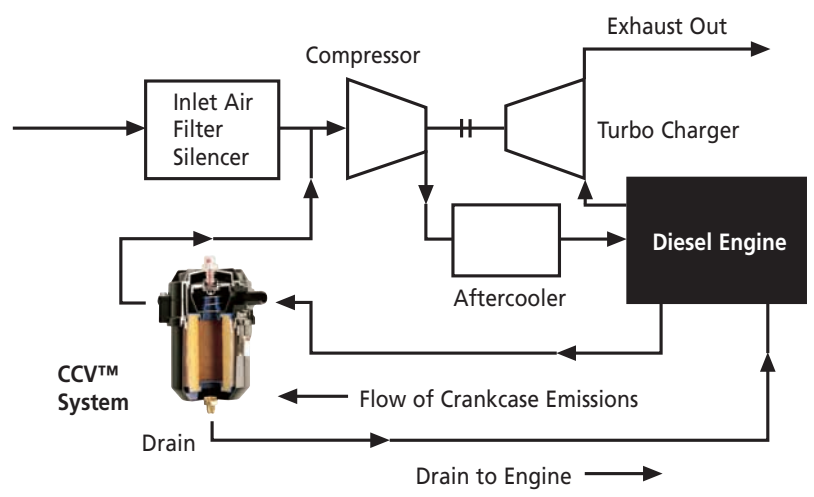 Exhaust Out
Compressor
Inlet Air
Filter
Silencer
Turbo Charger
Diesel Engine
Aftercooler
CCV™
System
Flow of Crankcase Emissions
Drain
Drain to Engine